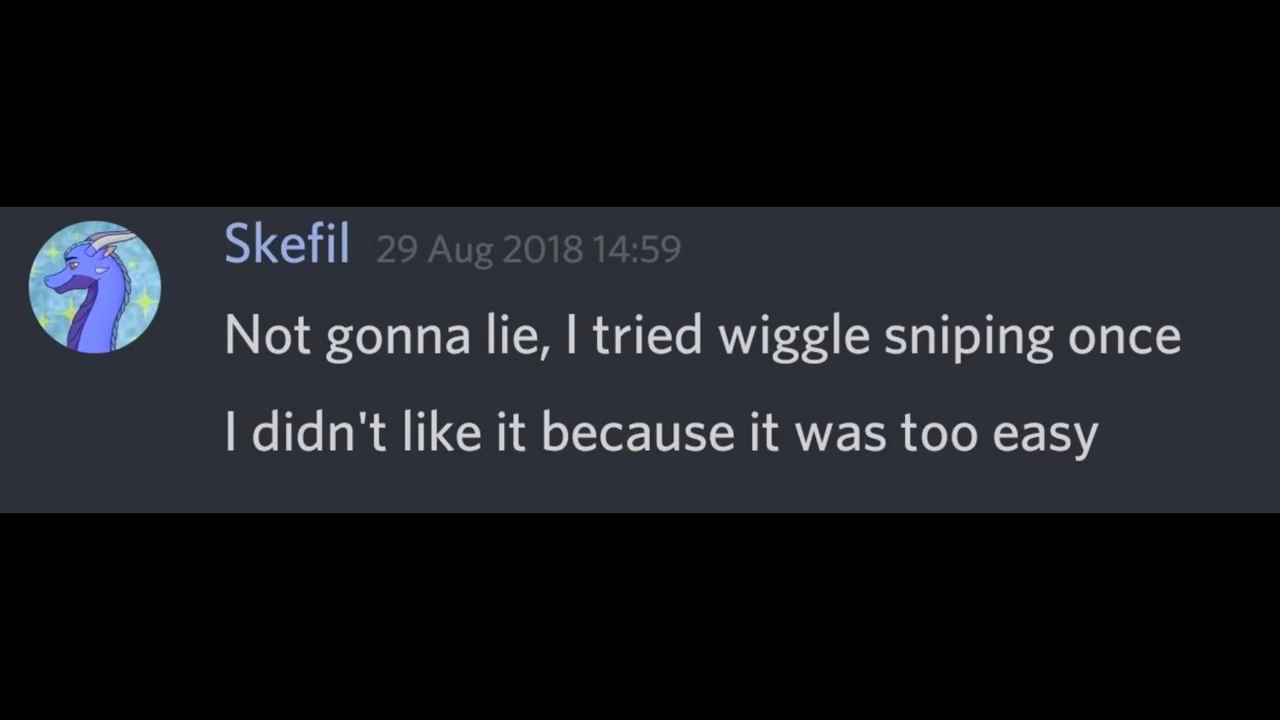 Skefil 29 Aug 2018 14:59
Not gonna lie, I tried wiggle sniping once
I didn't like it because it was too easy